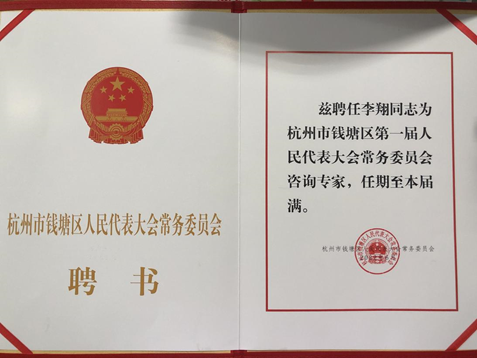 杭州市钱塘区人民代表大会常务委员会
聘书
兹聘任李翔同志为
杭州市钱塘区第一届人
民代表大会常务委员会
咨询专家，任期至本届
满。
杭州市钱塘区人民代表大会常务委员会